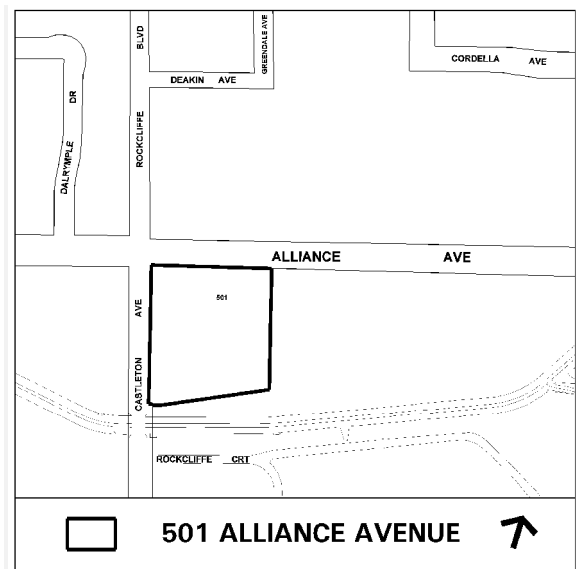 BLVD
GREENDALE AVE
CORDELLA AVE
DEAKIN AVE
DALRYMPLE DR
ROCKCLIFFE
ALLIANCE AVE
501
CASTLETON AVE
ROCKCLIFFE CRT
501 ALLIANCE AVENUE